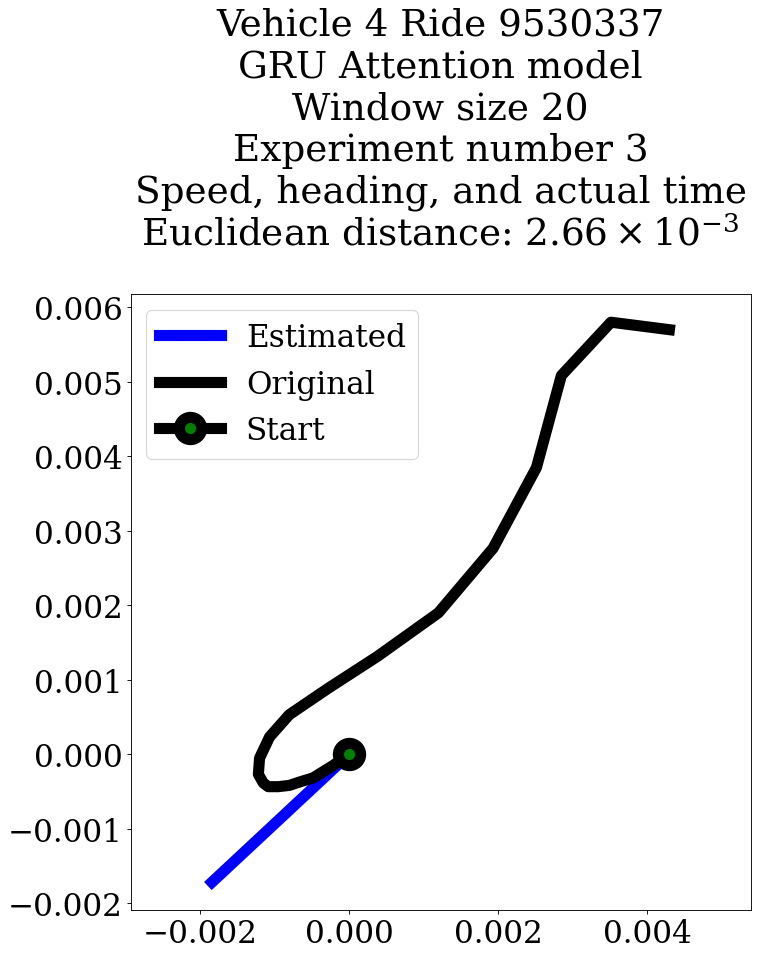 Vehicle 4 Ride 9530337
GRU Attention model
Window size 20
Experiment number 3
Speed, heading, and actual time
Euclidean distance: 2.66 × 10⁻³
Estimated
Original
Start
0.006
0.005
0.004
0.003
0.002
0.001
0.000
−0.001
−0.002
−0.002 0.000 0.002 0.004